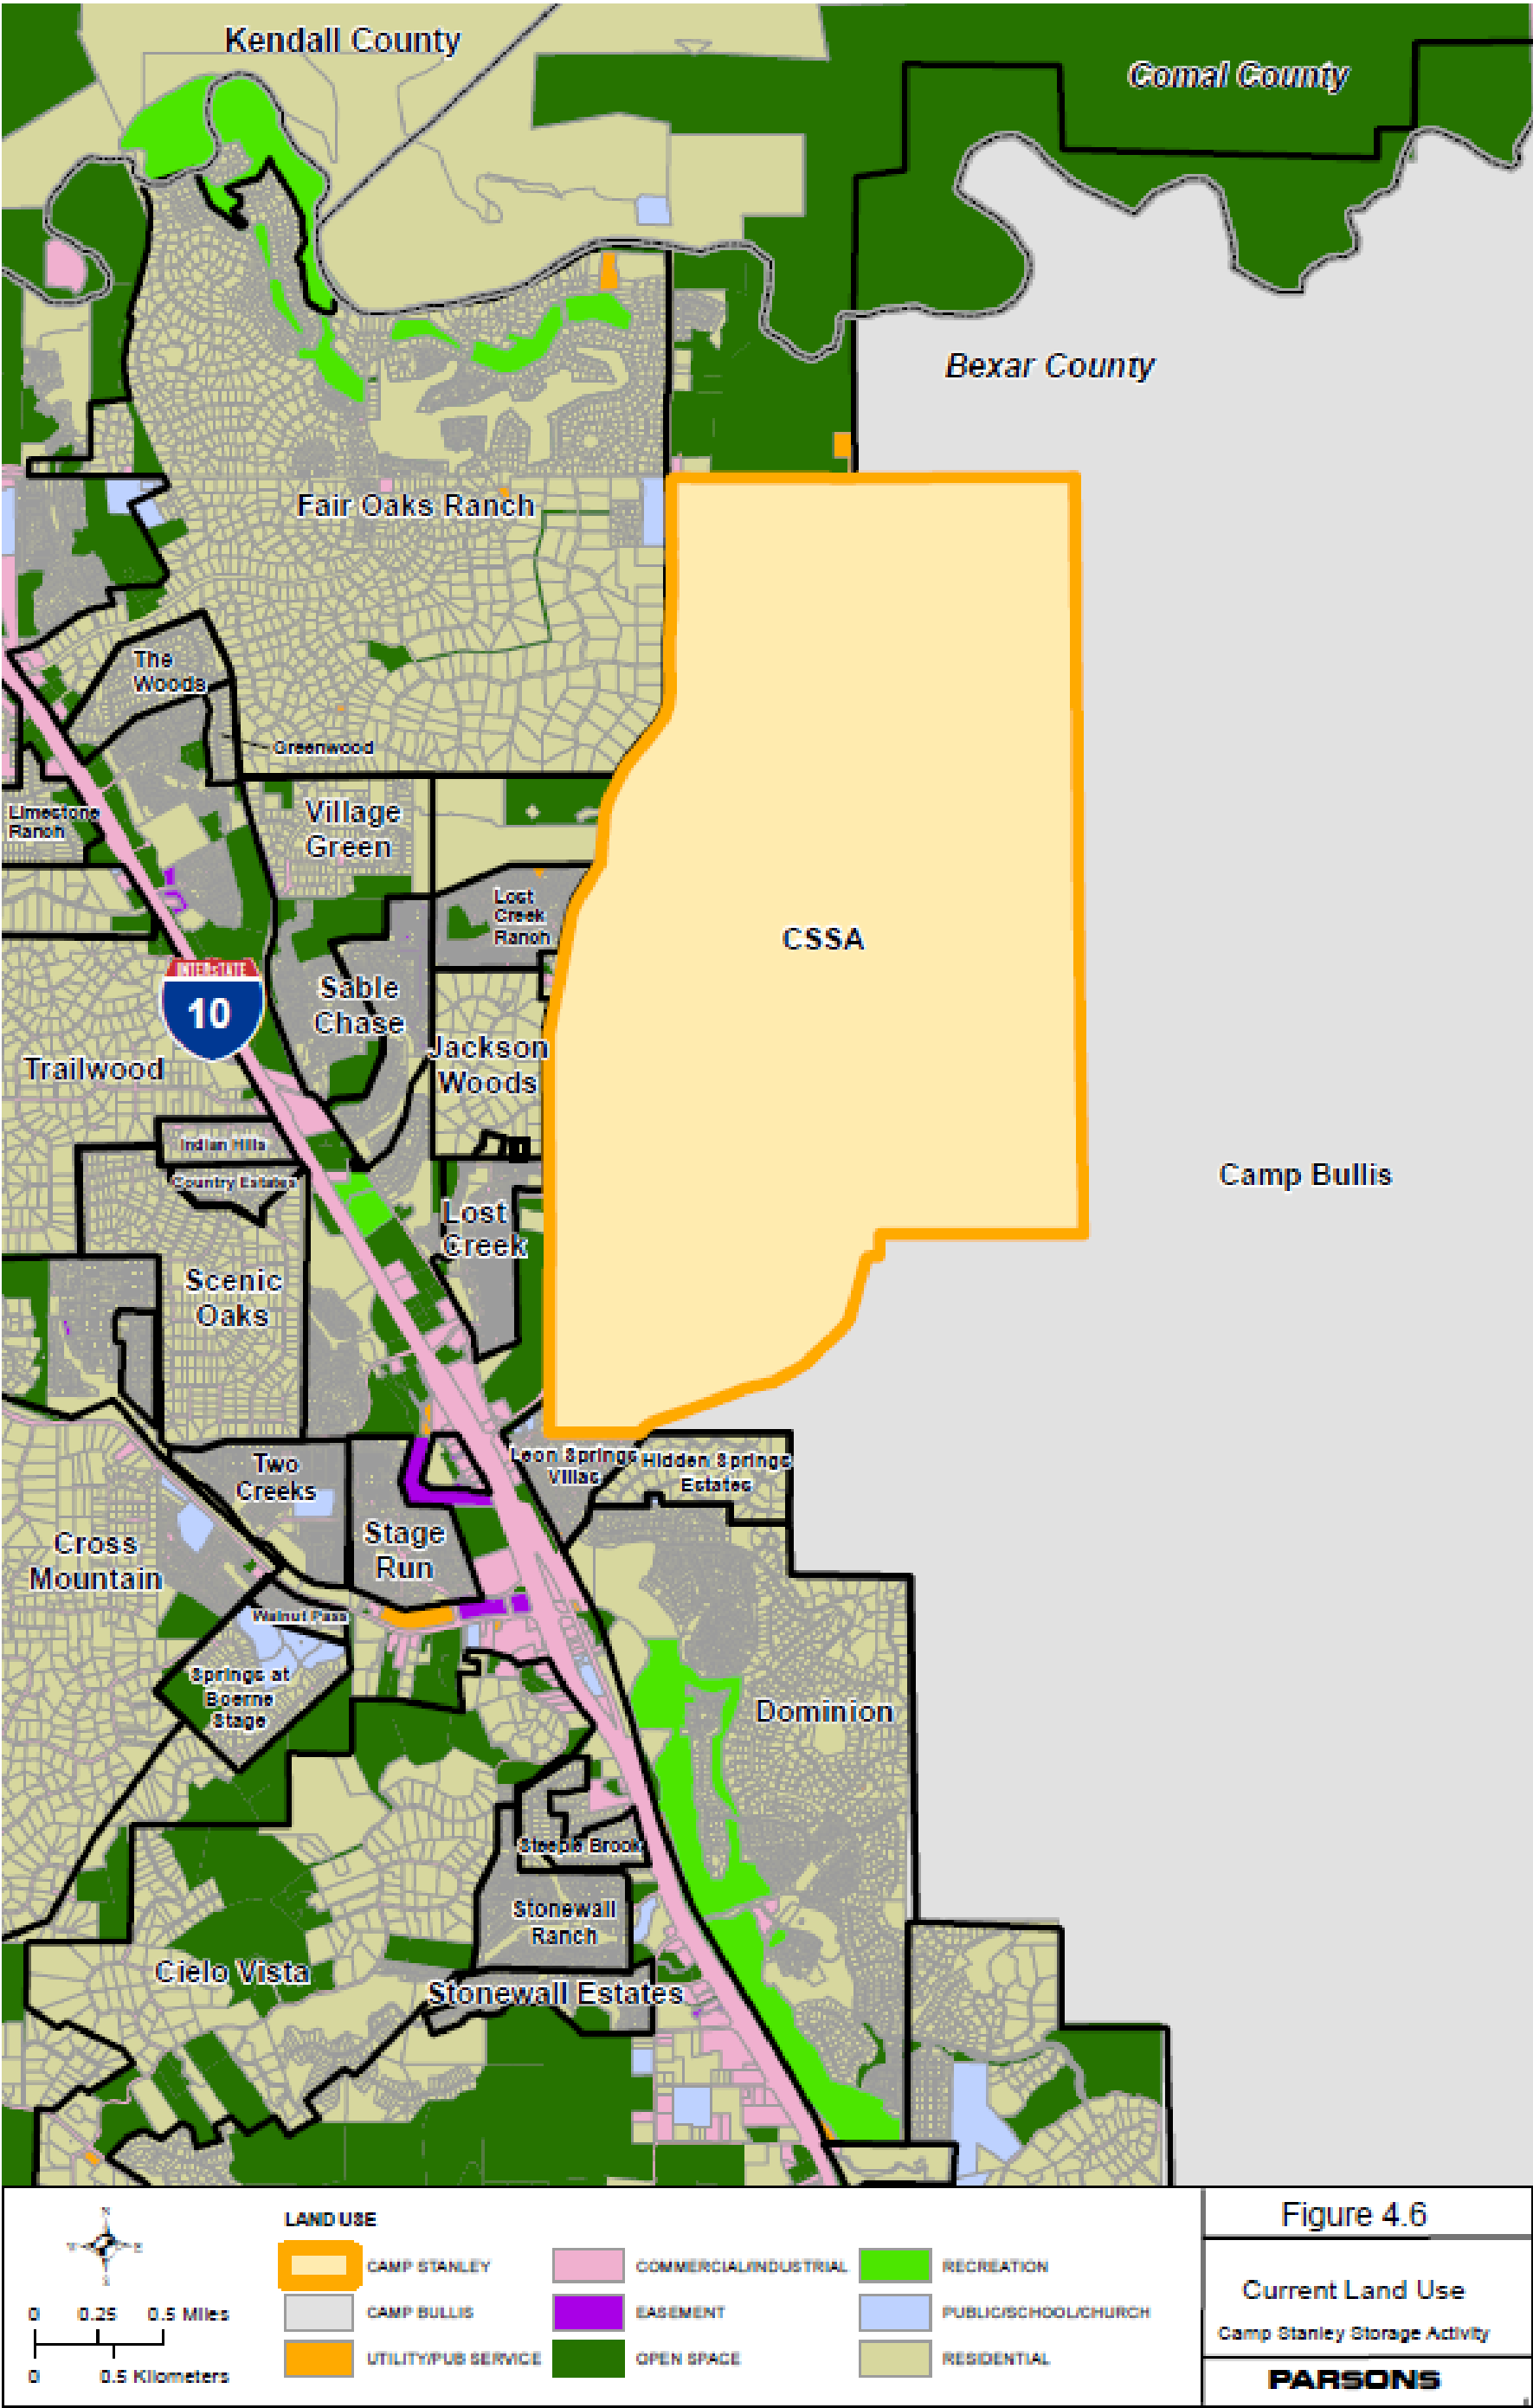 Kendall County
Comal County
Bexar County
Fair Oaks Ranch
The
Woods
Greenwood
Limestone
Ranch
Village
Green
Lost
Creek
Ranch
CSSA
INTERSTATE
10
Sable
Chase
Jackson
Woods
Trailwood
Indian Hills
Country Estates
Camp Bullis
Lost
Creek
Scenic
Oaks
Leon Springs
Villas
Hidden Springs
Estates
Two
Creeks
Stage
Run
Cross
Mountain
Walnut Pass
Springs at
Boerne
Stage
Dominion
Steeple Brook
Stonewall
Ranch
Cielo Vista
Stonewall Estates
N
W
E
S
0 0.25 0.5 Miles
0 0.5 Kilometers
LAND USE
CAMP STANLEY
CAMP BULLIS
UTILITY/PUB SERVICE
COMMERCIAL/INDUSTRIAL
EASEMENT
OPEN SPACE
RECREATION
PUBLIC/SCHOOL/CHURCH
RESIDENTIAL
Figure 4.6
Current Land Use
Camp Stanley Storage Activity
PARSONS